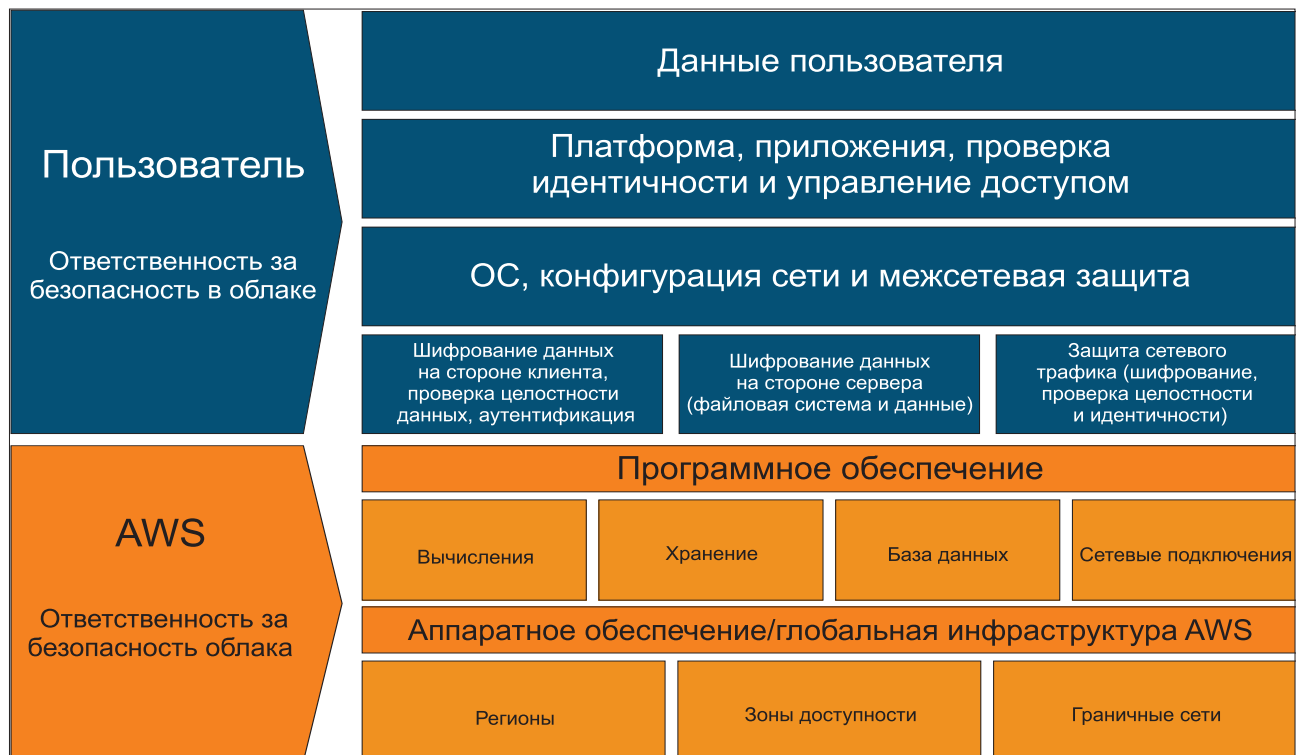 Пользователь
Ответственность за
безопасность в облаке
Данные пользователя
Платформа, приложения, проверка
идентичности и управление доступом
ОС, конфигурация сети и межсетевая защита
Шифрование данных
на стороне клиента,
проверка целостности
данных, аутентификация
Шифрование данных
на стороне сервера
(файловая система и данные)
Защита сетевого
трафика (шифрование,
проверка целостности
и идентичности)
AWS
Ответственность за
безопасность облака
Программное обеспечение
Вычисления
Хранение
База данных
Сетевые подключения
Аппаратное обеспечение/глобальная инфраструктура AWS
Регионы
Зоны доступности
Граничные сети